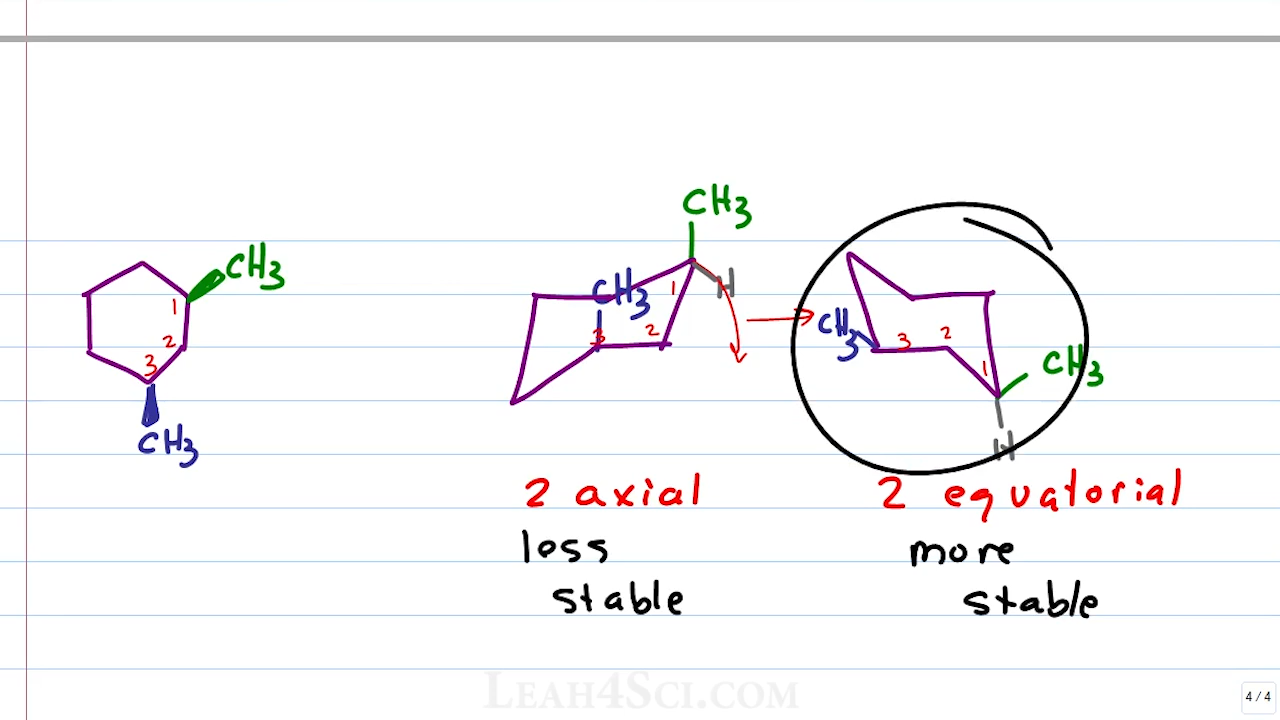 CH3
1
2
3
CH3
CH3
H
1
CH3
2
3
CH3
3
2
1
CH3
H
2 axial
less
stable
2 equatorial
more
stable
LEAH4SCI.COM
4 / 4